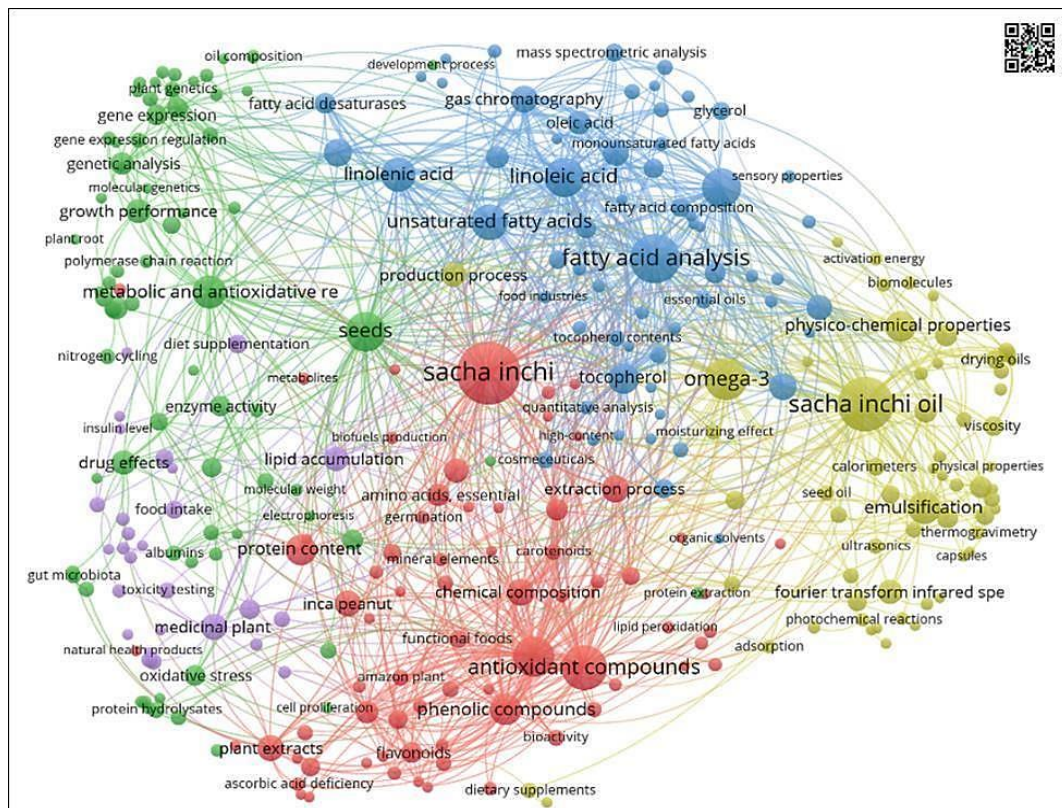 oil composition
mass spectrometric analysis
development process
plant genetics
fatty acid desaturases
gas chromatography
glycerol
gene expression
oleic acid
gene expression regulation
monounsaturated fatty acids
genetic analysis
linolenic acid
linoleic acid
sensory properties
molecular genetics
growth performance
unsaturated fatty acids
fatty acid composition
plant root
fatty acid analysis
activation energy
polymerase chain reaction
production process
biomolecules
metabolic and antioxidative re
food industries
essential oils
seeds
physico-chemical properties
tocopherol contents
diet supplementation
nitrogen cycling
drying oils
sacha inchi
metabolites
tocopherol
omega-3
sacha inchi oil
enzyme activity
quantitative analysis
insulin level
biofuels production
high-content
moisturizing effect
viscosity
drug effects
lipid accumulation
cosmeceuticals
calorimeters
physical properties
molecular weight
amino acids, essential
extraction process
seed oil
food intake
electrophoresis
germination
emulsification
thermogravimetry
organic solvents
protein content
albumins
mineral elements
carotenoids
ultrasonics
capsules
gut microbiota
toxicity testing
chemical composition
protein extraction
fourier transform infrared spe
inca peanut
medicinal plant
functional foods
lipid peroxidation
photochemical reactions
natural health products
adsorption
oxidative stress
amazon plant
antioxidant compounds
protein hydrolysates
cell proliferation
phenolic compounds
bioactivity
plant extracts
flavonoids
ascorbic acid deficiency
dietary supplements